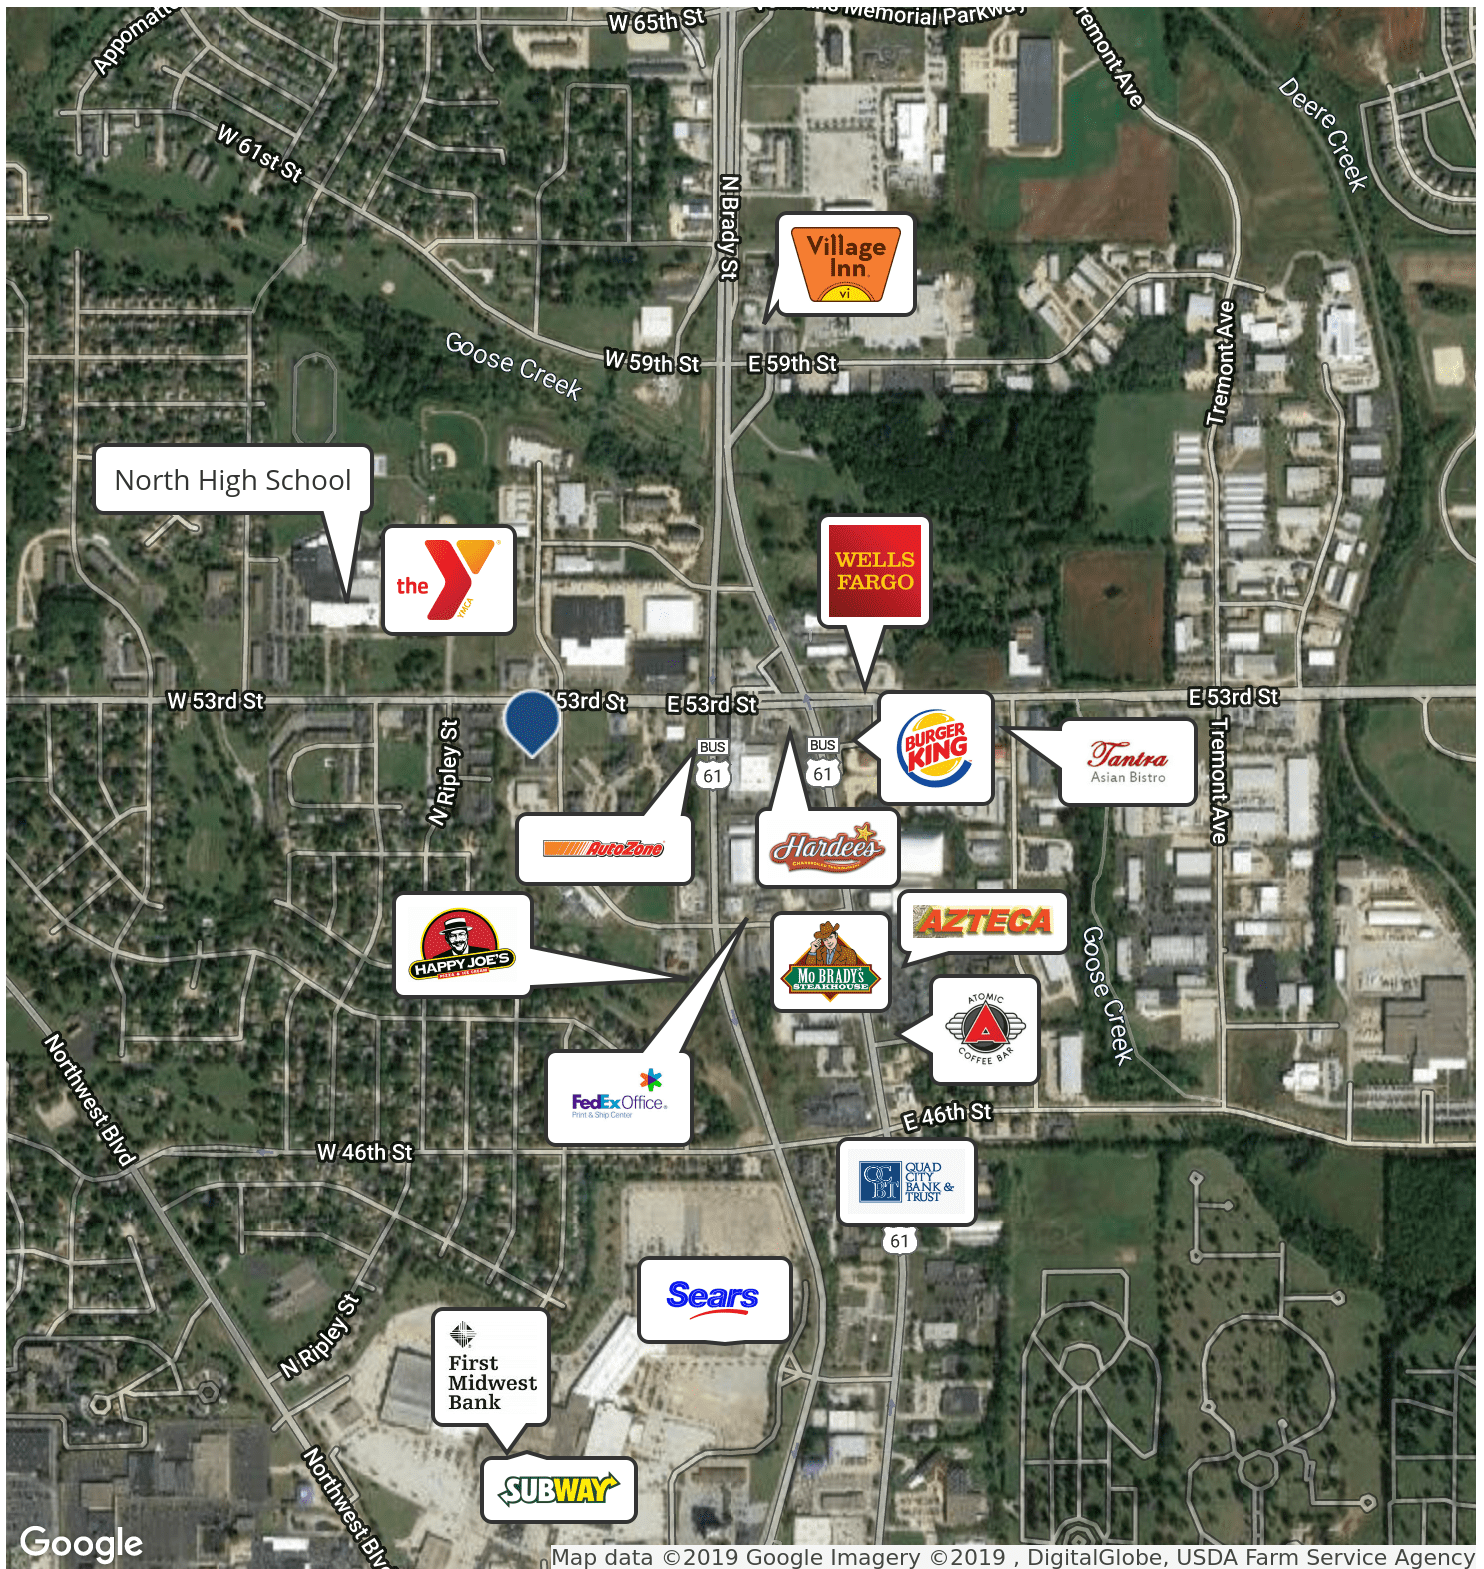 W 65th St
Memorial Parkway
Tremont Ave
Deere Creek
W 61st St
N Brady St
Village
Inn
vi
Goose Creek
W 59th St
E 59th St
Tremont Ave
North High School
the
YMCA
WELLS
FARGO
W 53rd St
53rd St
E 53rd St
E 53rd St
N Ripley St
BUS
61
BUS
61
BURGER
KING
Tantra
Asian Bistro
Tremont Ave
AutoZone
Hardee's
HAPPY JOE'S
PIZZA & ICE CREAM
MO BRADY'S
STEAKHOUSE
AZTECA
Goose Creek
ATOMIC
A
COFFEE BAR
FedEx Office
Print & Ship Center
Northwest Blvd
W 46th St
E 46th St
QC
BT
QUAD
CITY
BANK &
TRUST
61
Sears
N Ripley St
First
Midwest
Bank
SUBWAY
Northwest Blvd
Google
Map data ©2019 Google Imagery ©2019 , DigitalGlobe, USDA Farm Service Agency